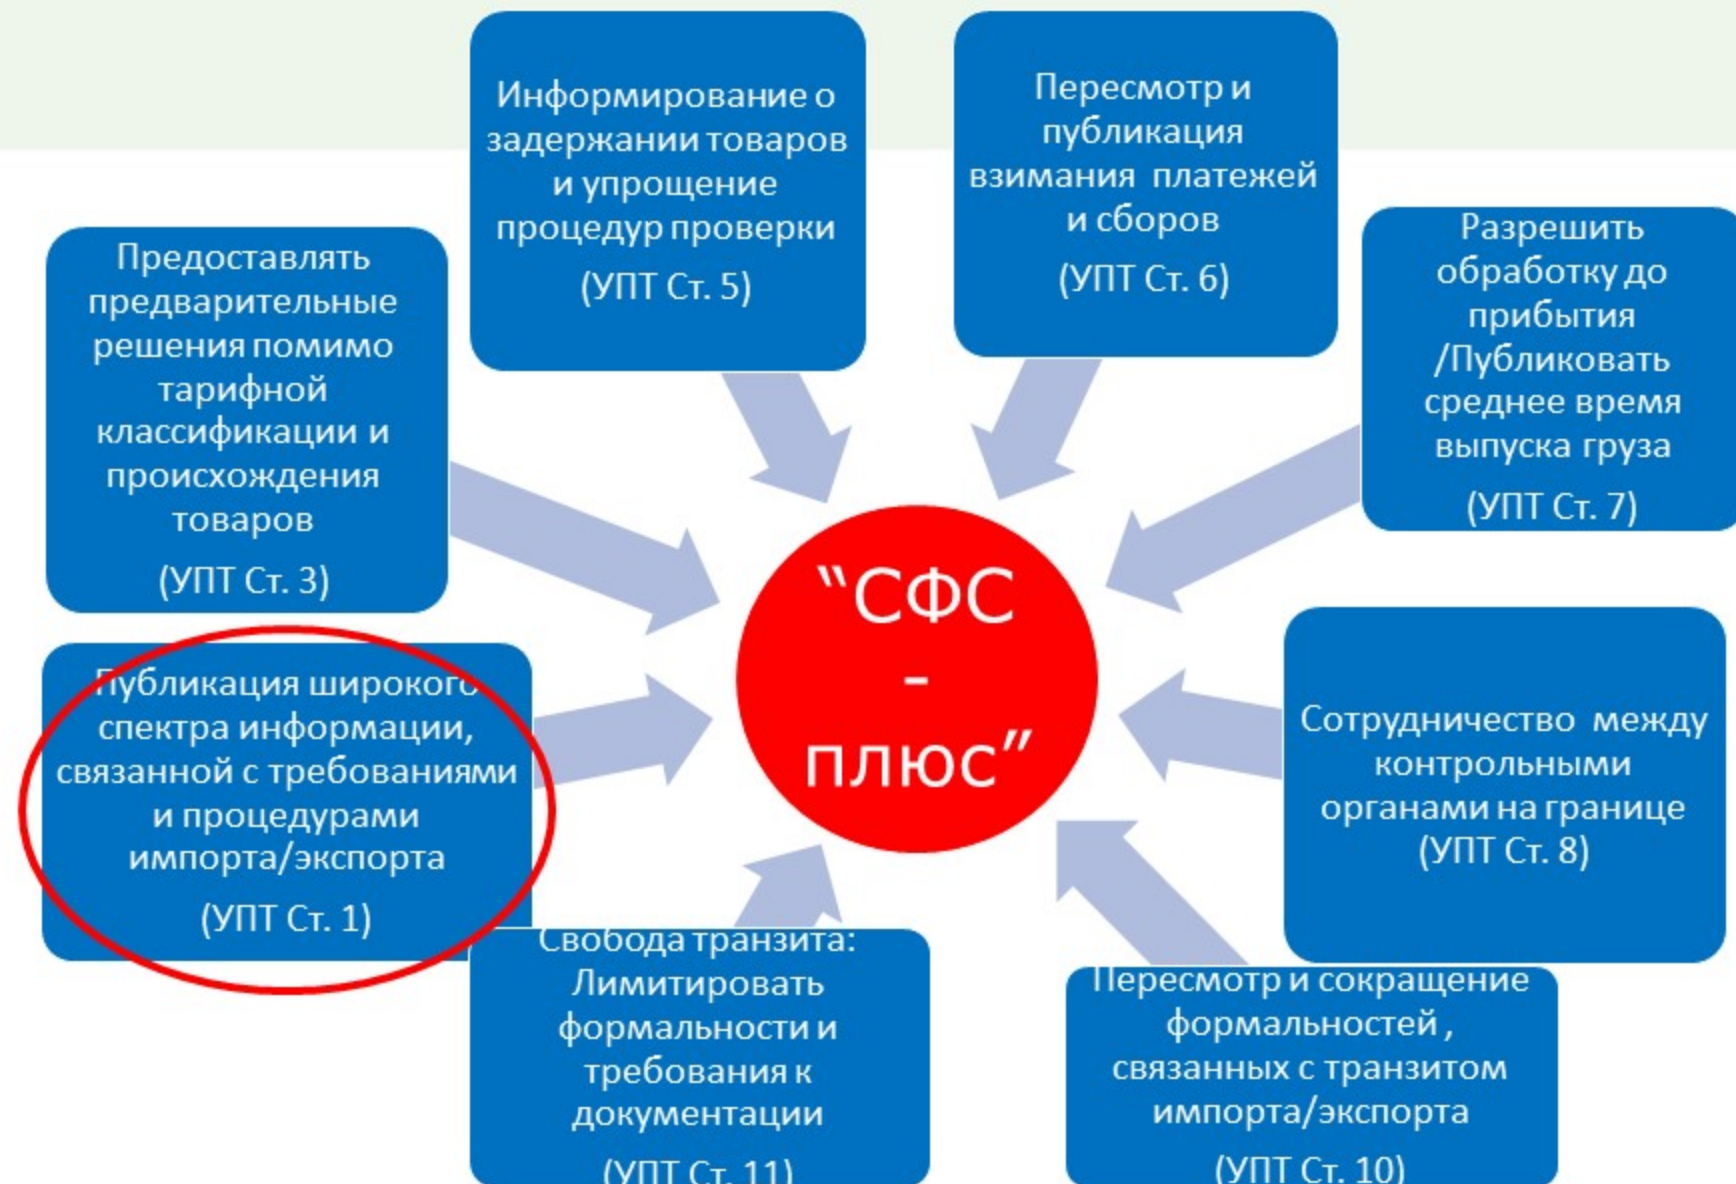 Информирование о
задержании товаров
и упрощение
процедур проверки
(УПТ Ст. 5)
Пересмотр и
публикация
взимания платежей
и сборов
(УПТ Ст. 6)
Предоставлять
предварительные
решения помимо
тарифной
классификации и
происхождения
товаров
(УПТ Ст. 3)
Разрешить
обработку до
прибытия
/Публиковать
среднее время
выпуска груза
(УПТ Ст. 7)
"СФС
-
плюс"
Публикация широкого
спектра информации,
связанной с требованиями
и процедурами
импорта/экспорта
(УПТ Ст. 1)
Сотрудничество между
контрольными
органами на границе
(УПТ Ст. 8)
Свобода транзита:
Лимитировать
формальности и
требования к
документации
(УПТ Ст. 11)
Пересмотр и сокращение
формальностей ,
связанных с транзитом
импорта/экспорта
(УПТ Ст. 10)